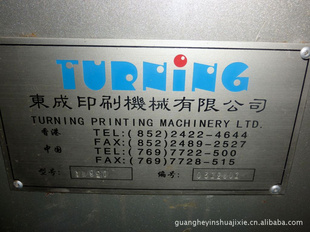 TURNING
東成印刷機械有限公司
TURNING PRINTING MACHINERY LTD.
香港 TEL:(852)2422-4644
FAX:(852)2489-2527
中国 TEL:(769)7722-500
FAX:(769)7728-515
型号: 編号:
guangheyinshuajixie.cn.alibaba.com